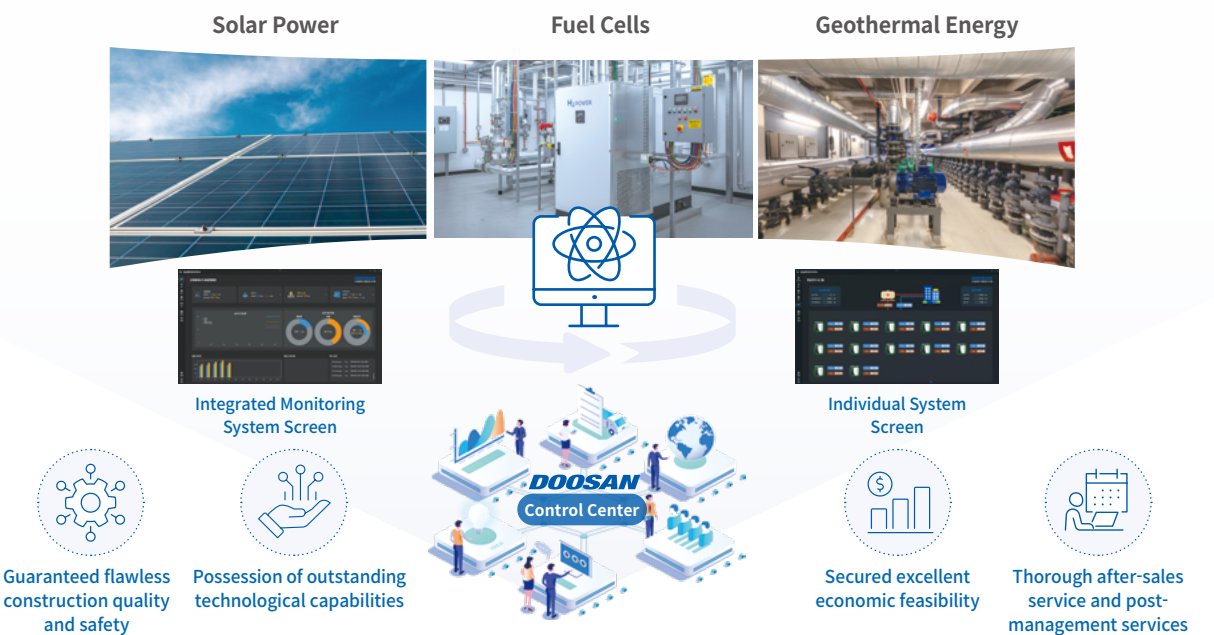 Solar Power
Fuel Cells
Geothermal Energy
H₂ POWER
Integrated Monitoring
System Screen
Individual System
Screen
DOOSAN
Control Center
Guaranteed flawless
construction quality
and safety
Possession of outstanding
technological capabilities
Secured excellent
economic feasibility
Thorough after-sales
service and post-
management services